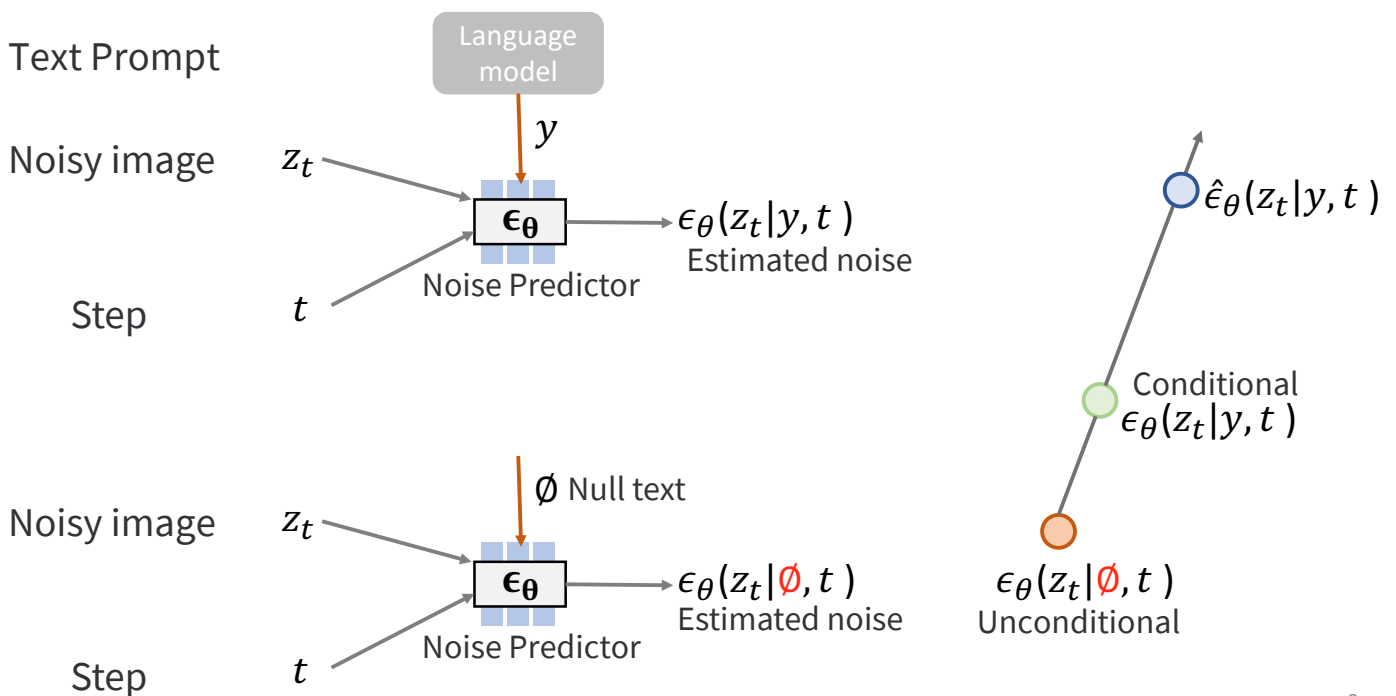 Text Prompt
Language
model
y
Noisy image
z_t
ϵ_θ
ϵ_θ(z_t|y, t )
Estimated noise
Noise Predictor
Step
t
ϵ̂_θ(z_t|y, t )
Conditional
ϵ_θ(z_t|y, t )
∅ Null text
Noisy image
z_t
ϵ_θ
ϵ_θ(z_t|∅, t )
Estimated noise
Noise Predictor
Step
t
ϵ_θ(z_t|∅, t )
Unconditional